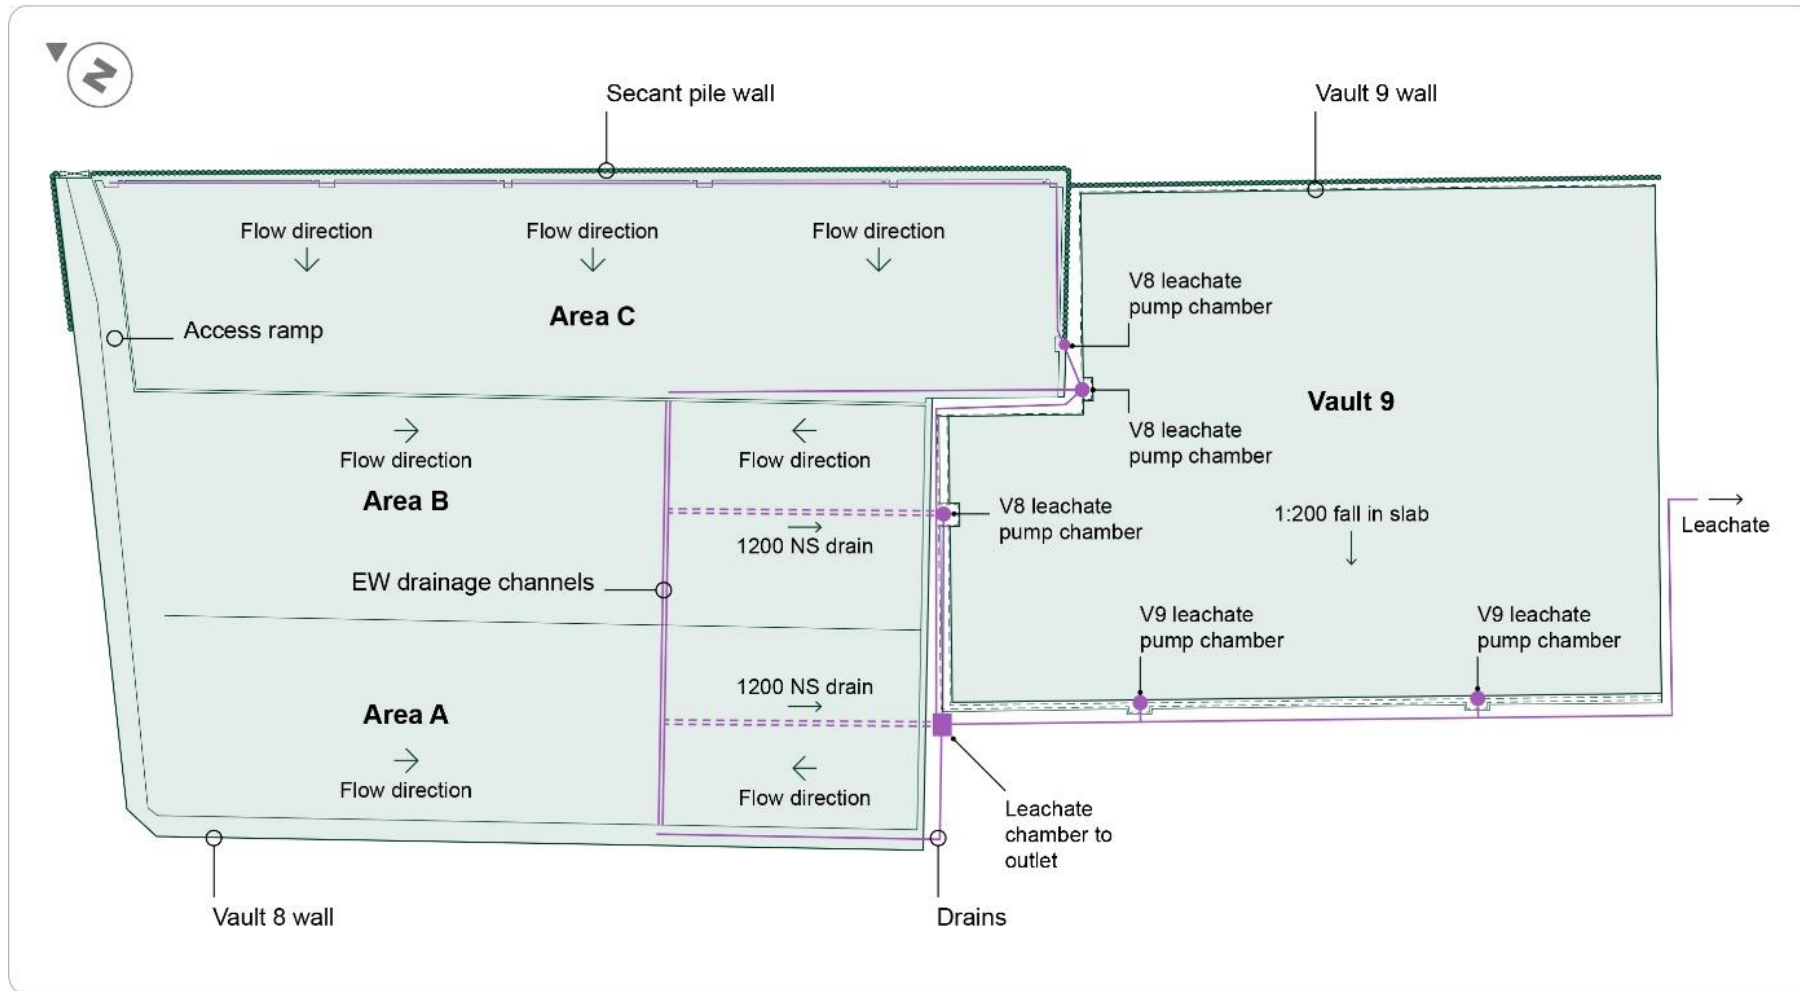 N
Secant pile wall
Vault 9 wall
Flow direction
Flow direction
Flow direction
V8 leachate
pump chamber
Area C
Access ramp
Vault 9
V8 leachate
pump chamber
Flow direction
Flow direction
Area B
V8 leachate
pump chamber
1:200 fall in slab
Leachate
1200 NS drain
EW drainage channels
V9 leachate
pump chamber
V9 leachate
pump chamber
1200 NS drain
Area A
Flow direction
Flow direction
Leachate
chamber to
outlet
Vault 8 wall
Drains